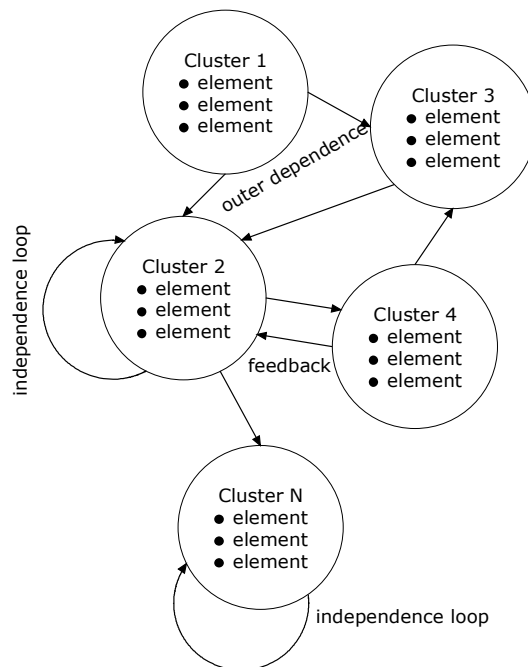 Cluster 1
● element
● element
● element
Cluster 3
● element
● element
● element
outer dependence
independence loop
Cluster 2
● element
● element
● element
Cluster 4
● element
● element
● element
feedback
Cluster N
● element
● element
● element
independence loop